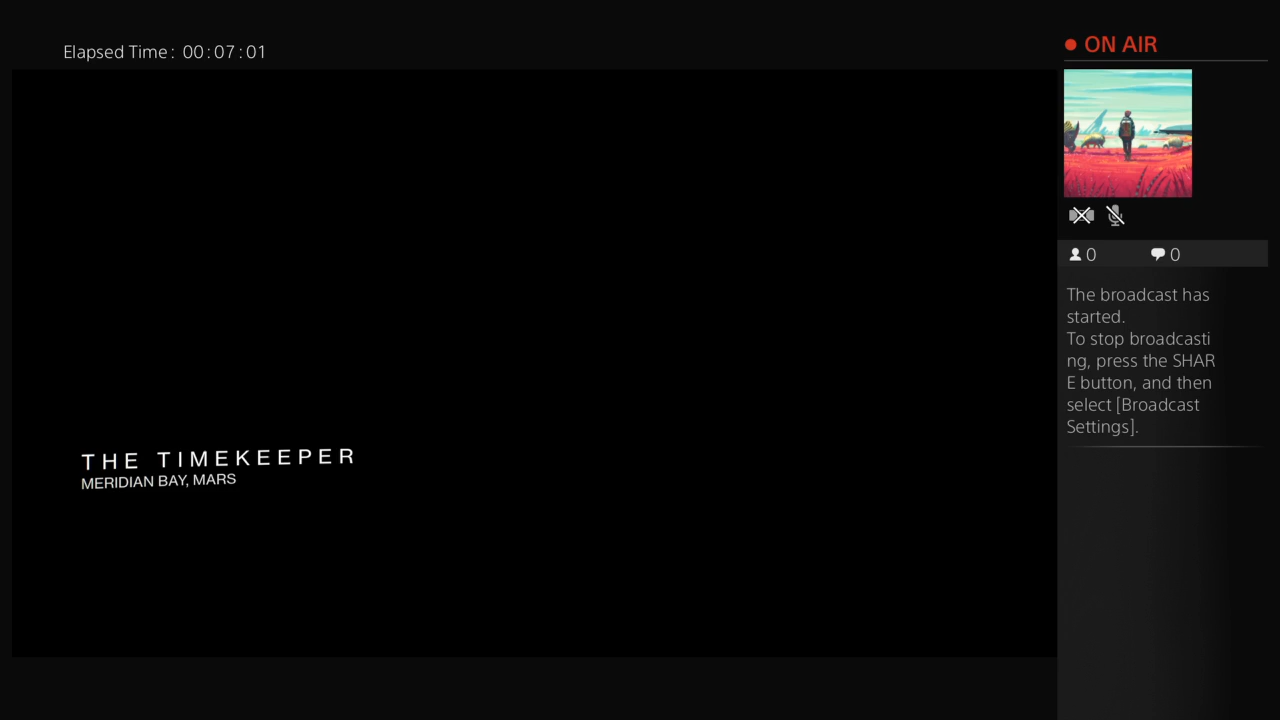 Elapsed Time: 00:07:01
ON AIR
0 0
The broadcast has
started.
To stop broadcasti
ng, press the SHAR
E button, and then
select [Broadcast
Settings].
THE TIMEKEEPER
MERIDIAN BAY, MARS